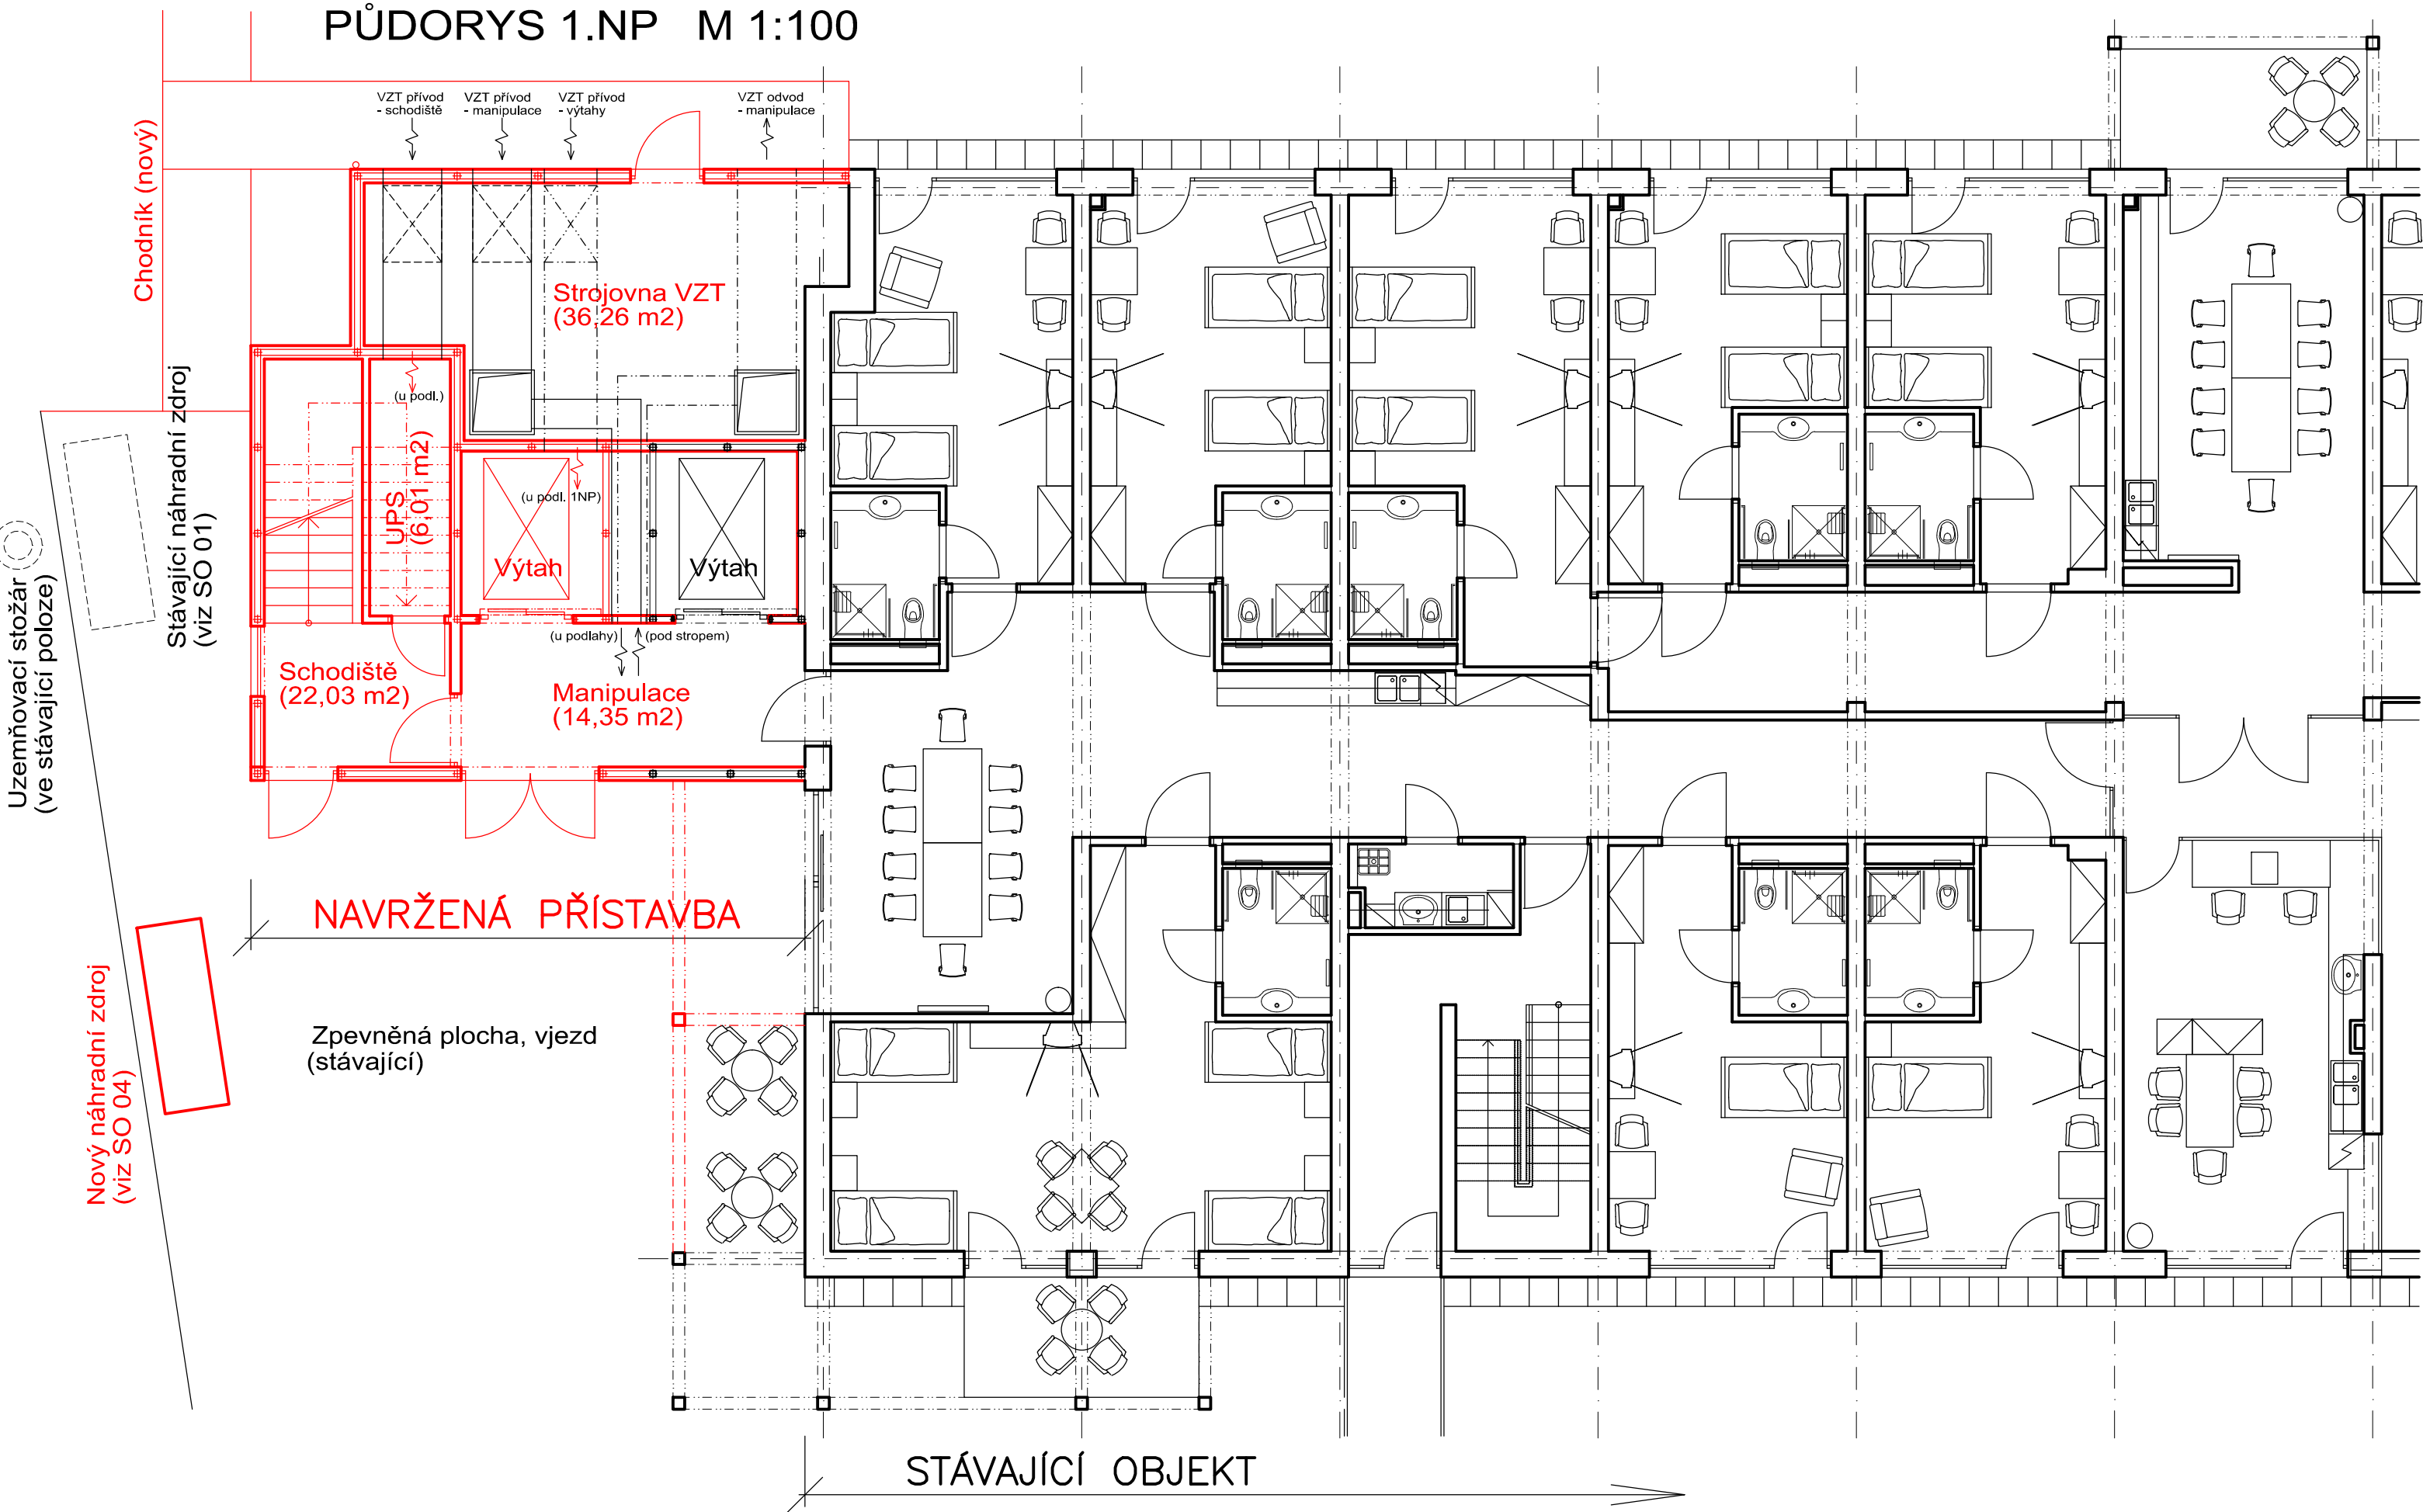 PŮDORYS 1.NP M 1:100
VZT přívod
- schodiště
VZT přívod
- manipulace
VZT přívod
- výtahy
VZT odvod
- manipulace
Chodník (nový)
Strojovna VZT
(36,26 m2)
(u podl.)
UPS
(6,01 m2)
(u podl. 1NP)
Výtah
Výtah
Stávající náhradní zdroj
(viz SO 01)
Uzemňovací stožár
(ve stávající poloze)
(u podlahy)
(pod stropem)
Schodiště
(22,03 m2)
Manipulace
(14,35 m2)
NAVRŽENÁ PŘÍSTAVBA
Nový náhradní zdroj
(viz SO 04)
Zpevněná plocha, vjezd
(stávající)
STÁVAJÍCÍ OBJEKT